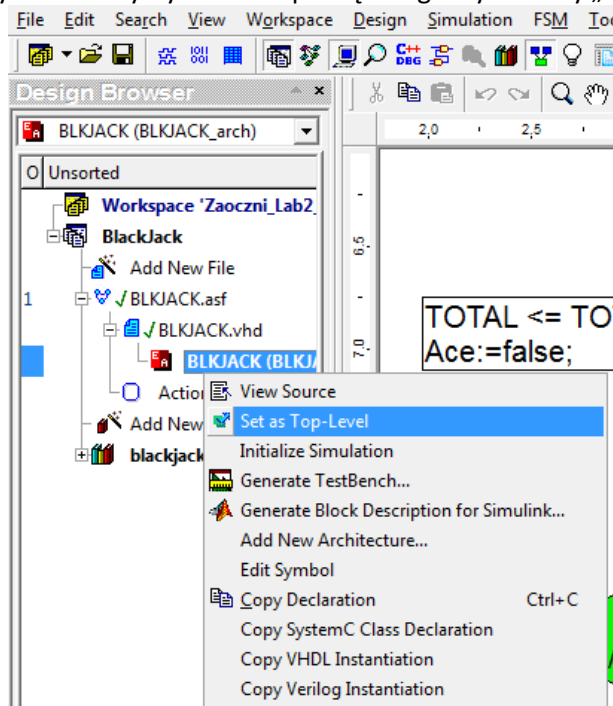 File Edit Search View Workspace Design Simulation FSM
C++
DBG
Design Browser
BLKJACK (BLKJACK_arch)
2,0 2,5
O Unsorted
Workspace 'Zaoczni_Lab2_
BlackJack
6.5
Add New File
1 BLKJACK.asf
BLKJACK.vhd
TOTAL <=
7.0
Ace:=false;
BLKJACK
View Source
Add New
Set as Top-Level
Initialize Simulation
blackjack
Generate TestBench...
Generate Block Description for Simulink...
Add New Architecture...
Edit Symbol
Copy Declaration Ctrl+C
Copy SystemC Class Declaration
Copy VHDL Instantiation
Copy Verilog Instantiation